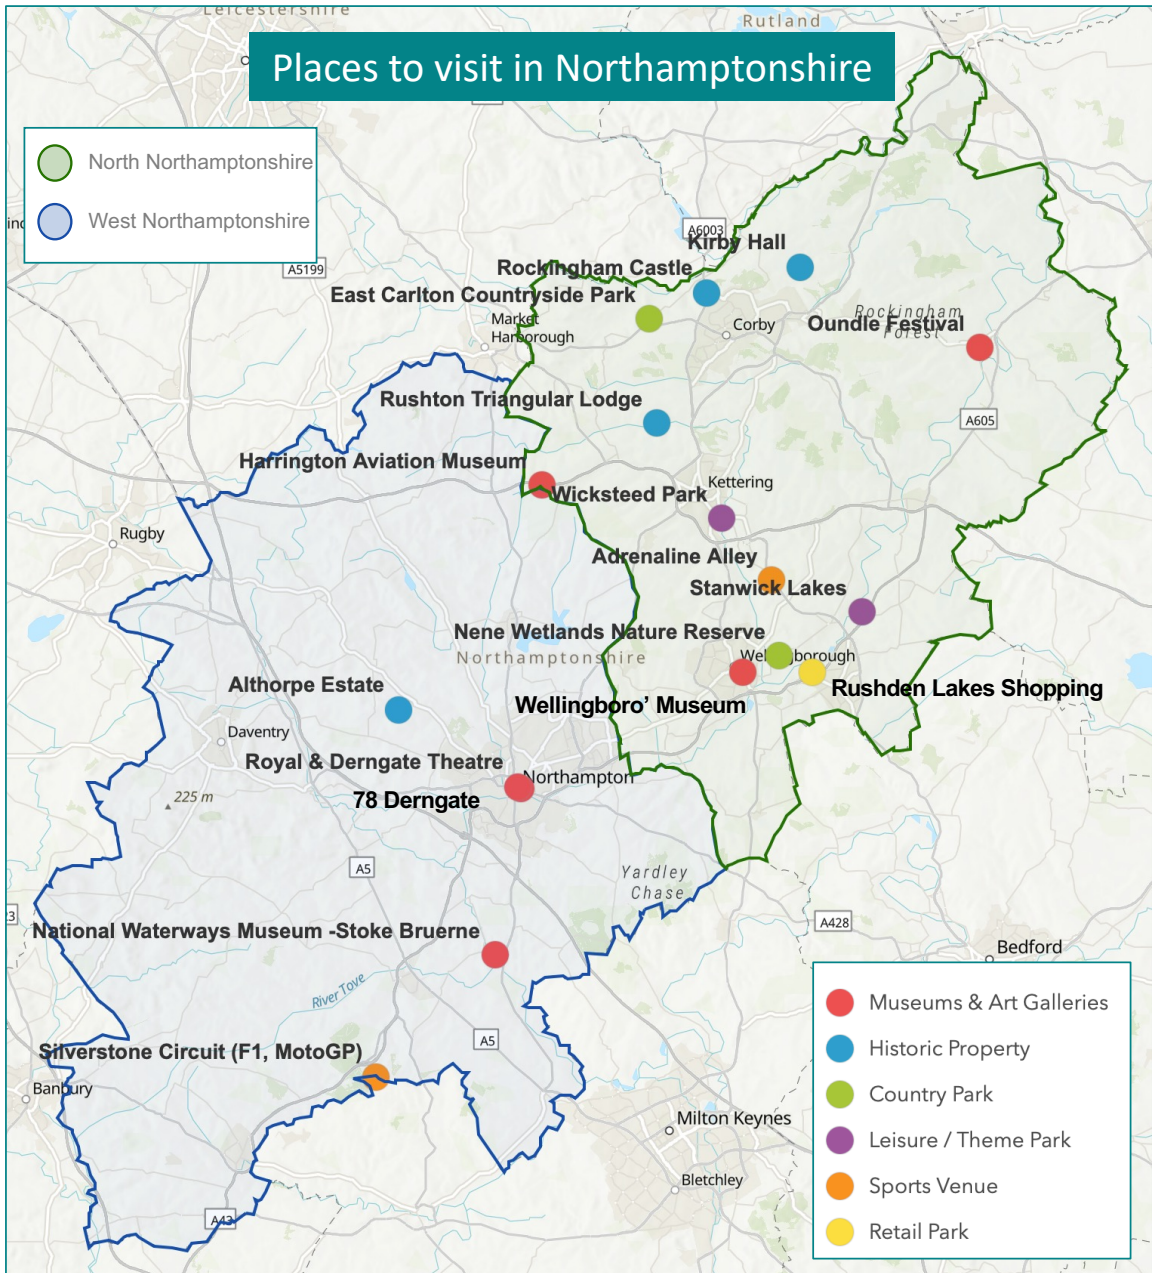 Leicestershire
Rutland
Places to visit in Northamptonshire
North Northamptonshire
West Northamptonshire
A5199
A6003
Kirby Hall
Rockingham Castle
East Carlton Countryside Park
Market
Harborough
Corby
Rockingham
Forest
Oundle Festival
Rushton Triangular Lodge
A605
Harrington Aviation Museum
Wicksteed Park
Kettering
Rugby
Adrenaline Alley
Stanwick Lakes
Nene Wetlands Nature Reserve
Northamptonshire
Wellingborough
Althorpe Estate
Rushden Lakes Shopping
Wellingboro' Museum
Daventry
Royal & Derngate Theatre
Northampton
225 m
78 Derngate
A5
Yardley
Chase
A428
National Waterways Museum -Stoke Bruerne
Bedford
River Tove
A5
Silverstone Circuit (F1, MotoGP)
Banbury
Milton Keynes
Bletchley
A43
Museums & Art Galleries
Historic Property
Country Park
Leisure / Theme Park
Sports Venue
Retail Park